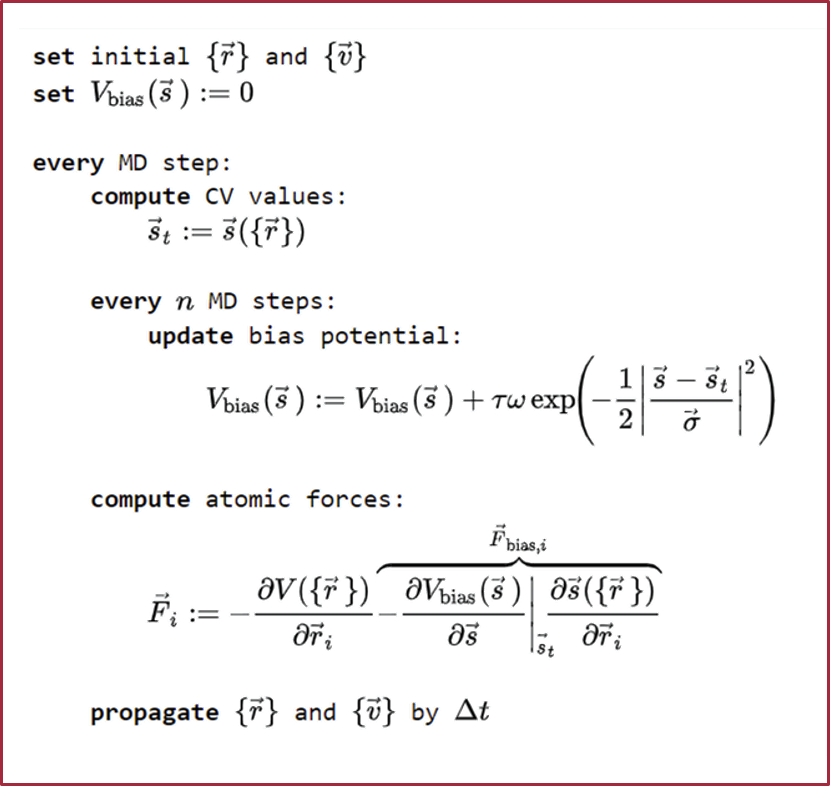 set initial {r⃗} and {v⃗}
set V_bias(s⃗) := 0
every MD step:
compute CV values:
s⃗_t := s⃗({r⃗})
every n MD steps:
update bias potential:
V_bias(s⃗) := V_bias(s⃗) + τω exp(−1/2 |(s⃗ − s⃗_t)/σ⃗|²)
compute atomic forces:
F⃗_bias,i
F⃗_i := −∂V({r⃗})/∂r⃗_i − ∂V_bias(s⃗)/∂s⃗ |_s⃗_t ∂s⃗({r⃗})/∂r⃗_i
propagate {r⃗} and {v⃗} by Δt